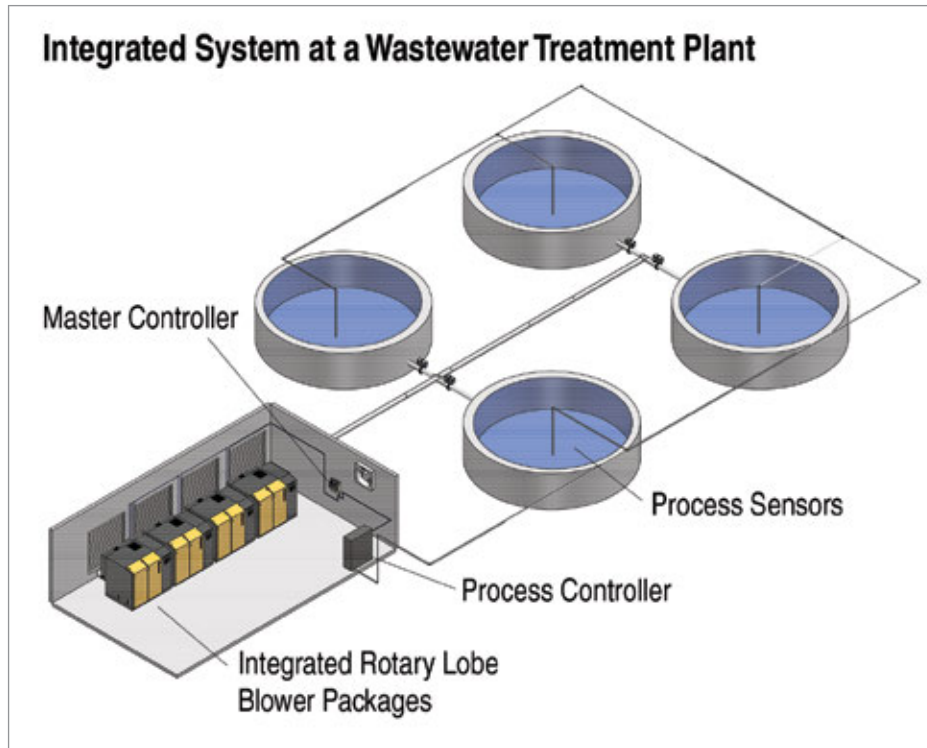 Integrated System at a Wastewater Treatment Plant
Master Controller
Process Sensors
Process Controller
Integrated Rotary Lobe
Blower Packages